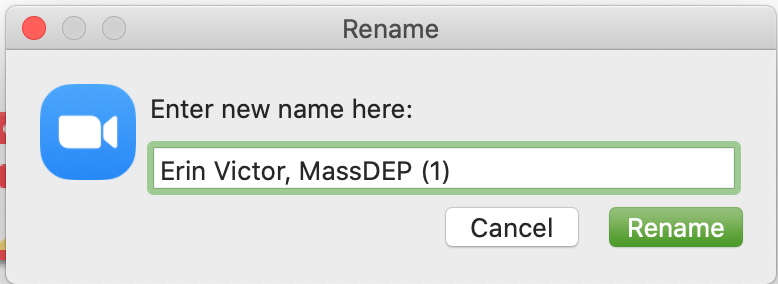 Rename
Enter new name here:
Erin Victor, MassDEP (1)
Cancel Rename